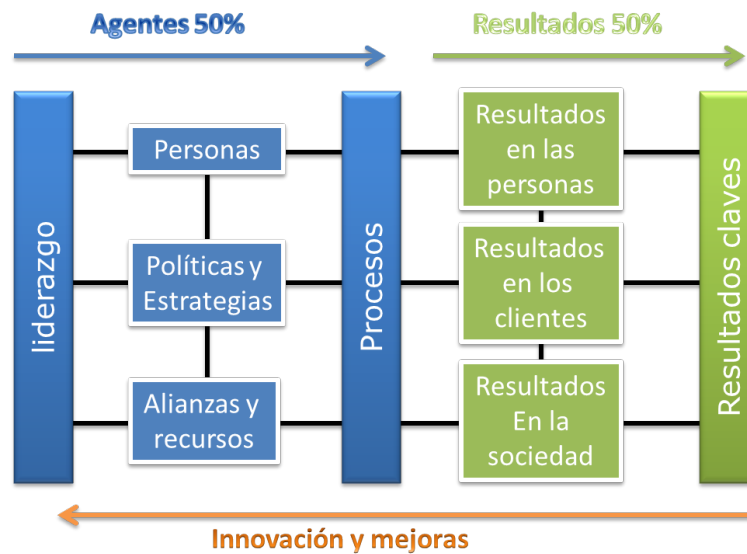 Agentes 50%
Resultados 50%
liderazgo
Personas
Políticas y
Estrategias
Alianzas y
recursos
Procesos
Resultados
en las
personas
Resultados
en los
clientes
Resultados
En la
sociedad
Resultados claves
Innovación y mejoras